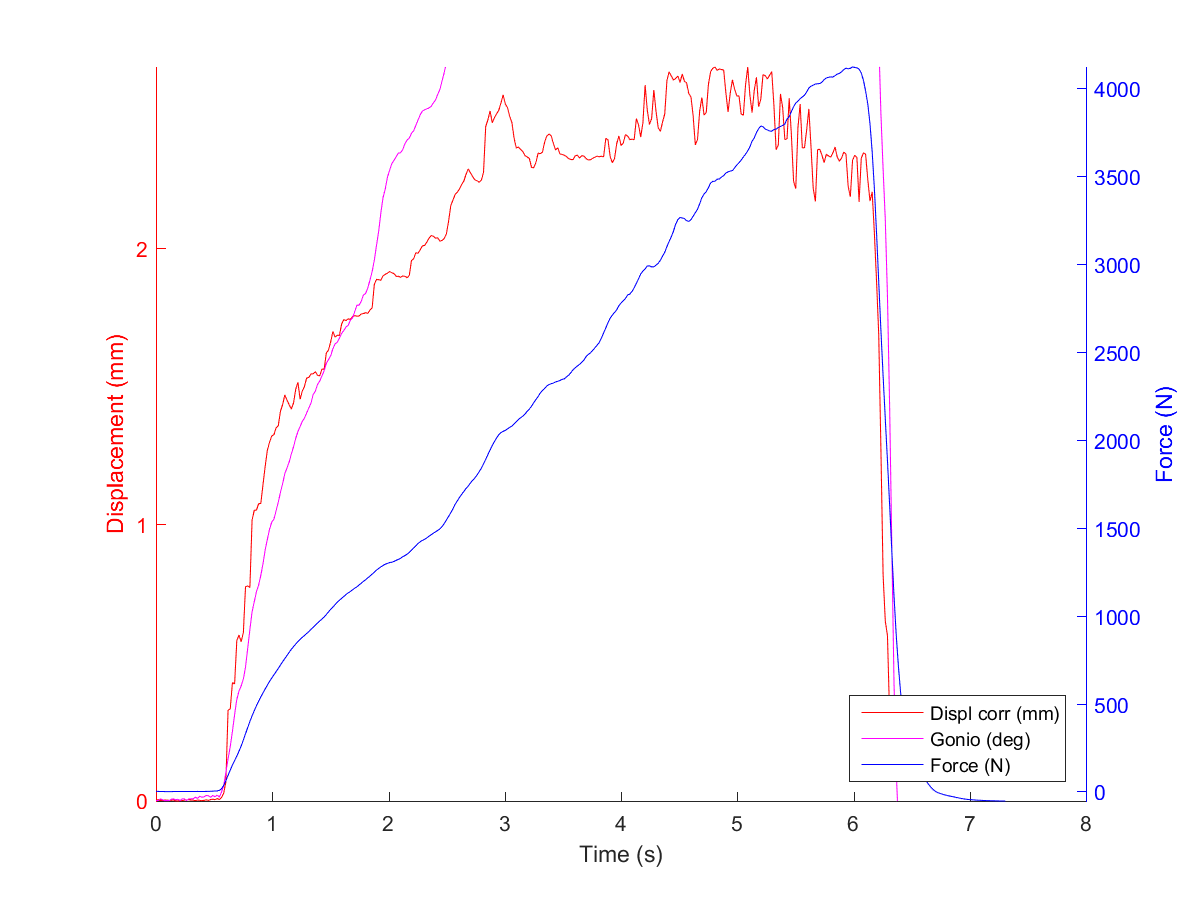 Displacement (mm)
2
1
0
4000
3500
3000
2500
2000
1500
1000
500
0
Force (N)
Displ corr (mm)
Gonio (deg)
Force (N)
0 1 2 3 4 5 6 7 8
Time (s)